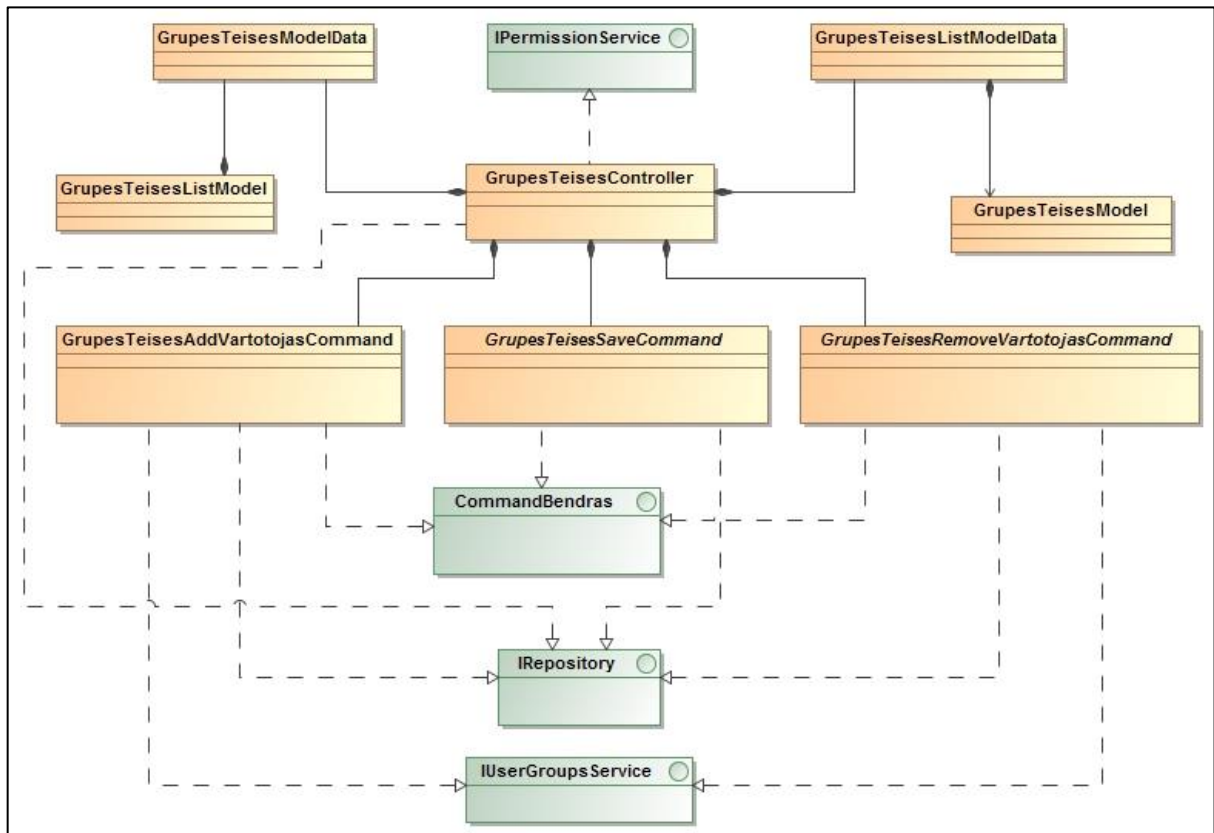 GrupesTeisesModelData
IPermissionService
GrupesTeisesListModelData
GrupesTeisesListModel
GrupesTeisesController
GrupesTeisesModel
GrupesTeisesAddVartotojasCommand
GrupesTeisesSaveCommand
GrupesTeisesRemoveVartotojasCommand
CommandBendras
IRepository
IUserGroupsService